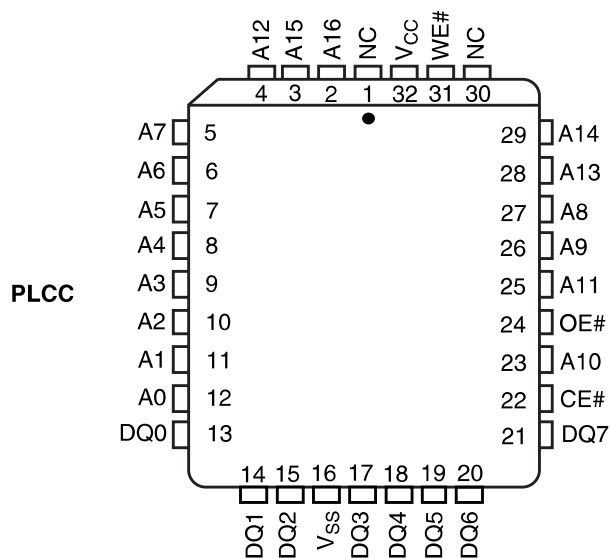 A12 A15 A16 NC VCC WE# NC
4 3 2 1 32 31 30
A7 5 29 A14
A6 6 28 A13
A5 7 27 A8
A4 8 26 A9
PLCC A3 9 25 A11
A2 10 24 OE#
A1 11 23 A10
A0 12 22 CE#
DQ0 13 21 DQ7
14 15 16 17 18 19 20
DQ1 DQ2 VSS DQ3 DQ4 DQ5 DQ6